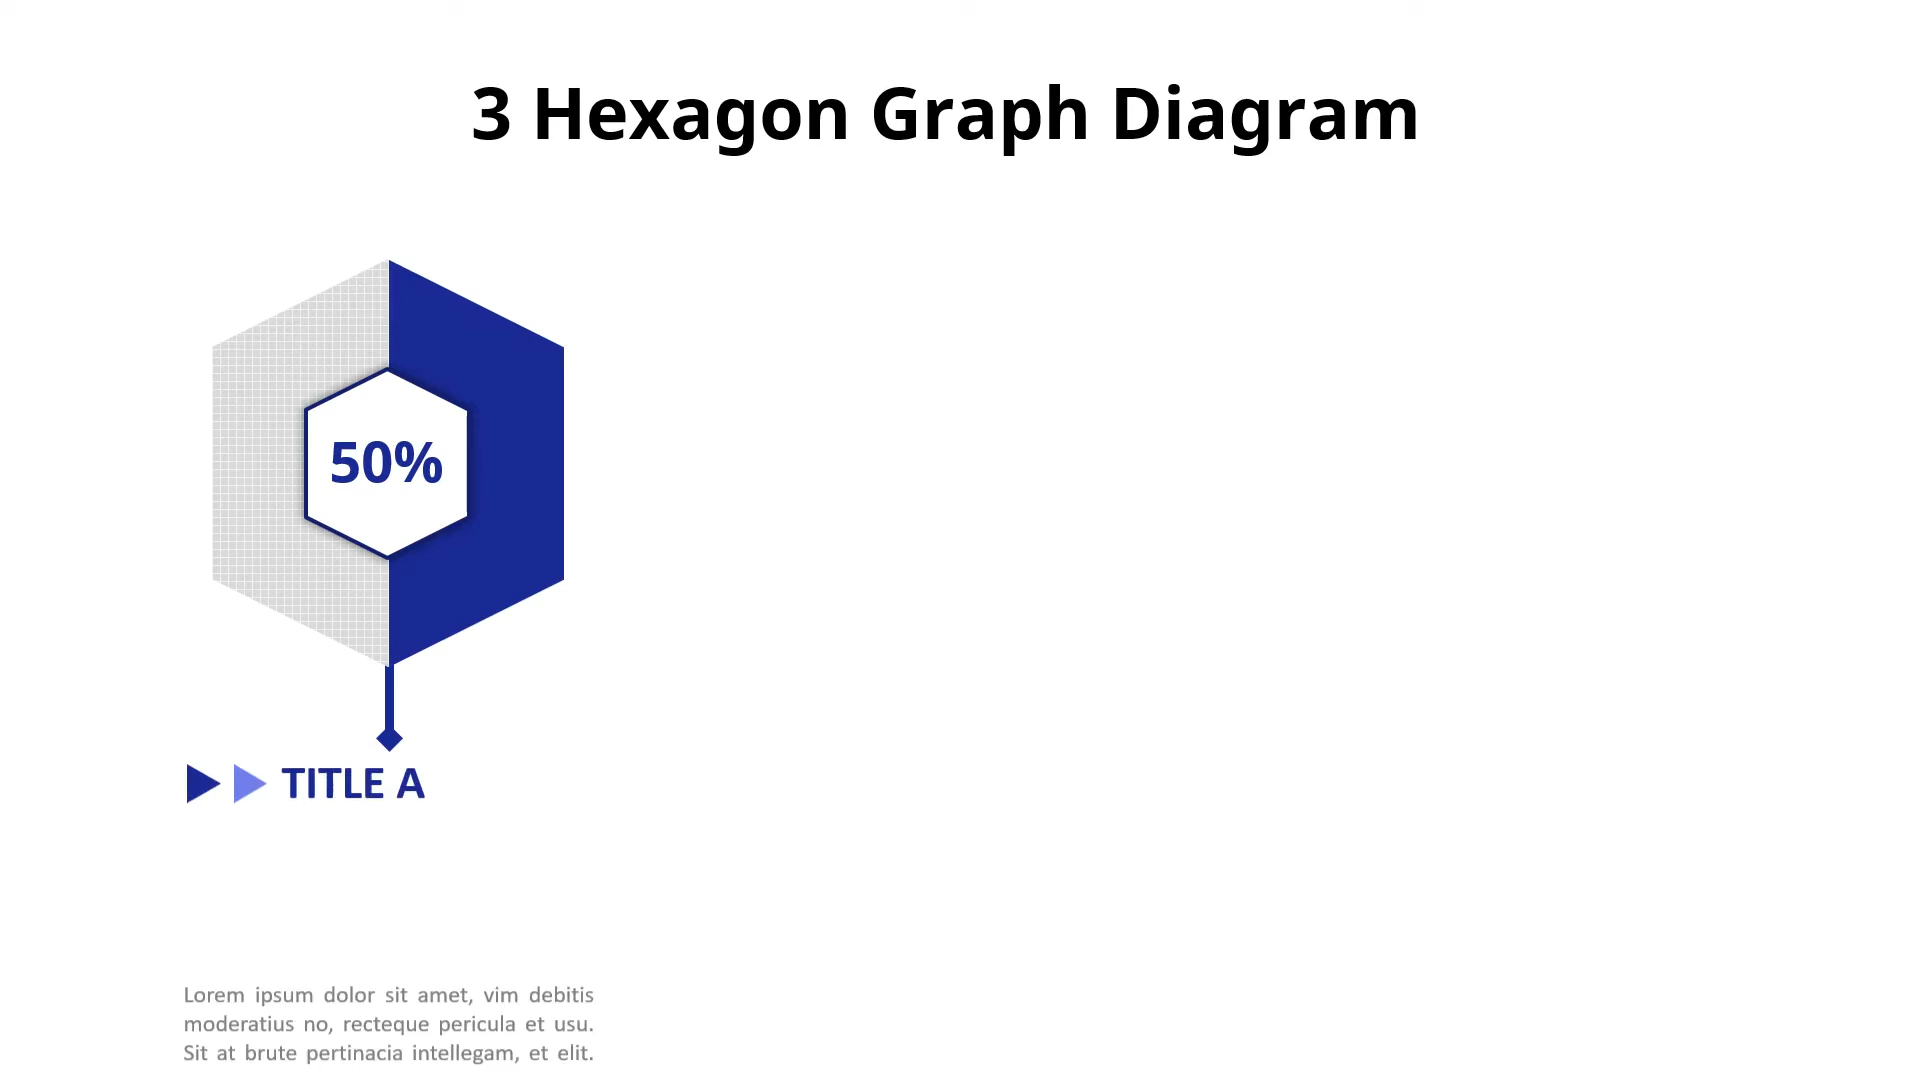 3 Hexagon Graph Diagram
50%
TITLE A
Lorem ipsum dolor sit amet, vim debitis
moderatius no, recteque pericula et usu.
Sit at brute pertinacia intellegam, et elit.